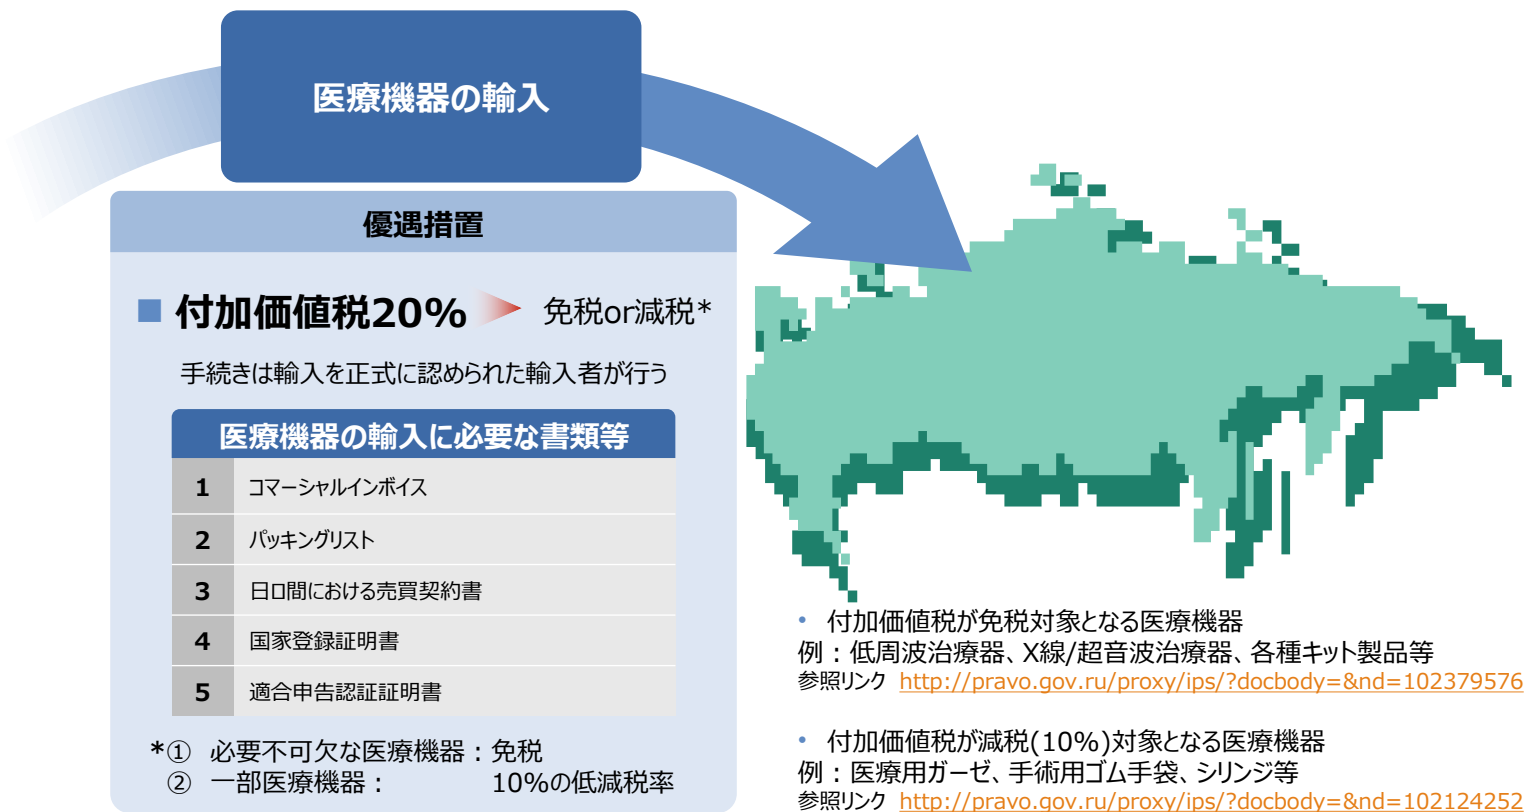 医療機器の輸入
優遇措置
■ 付加価値税20% 免税or減税*
手続きは輸入を正式に認められた輸入者が行う
医療機器の輸入に必要な書類等
1 コマーシャルインボイス
2 パッキングリスト
3 日ロ間における売買契約書
4 国家登録証明書
5 適合申告認証証明書
*① 必要不可欠な医療機器：免税
② 一部医療機器： 10%の低減税率
• 付加価値税が免税対象となる医療機器
例：低周波治療器、X線/超音波治療器、各種キット製品等
参照リンク http://pravo.gov.ru/proxy/ips/?docbody=&nd=102379576
• 付加価値税が減税(10%)対象となる医療機器
例：医療用ガーゼ、手術用ゴム手袋、シリンジ等
参照リンク http://pravo.gov.ru/proxy/ips/?docbody=&nd=102124252